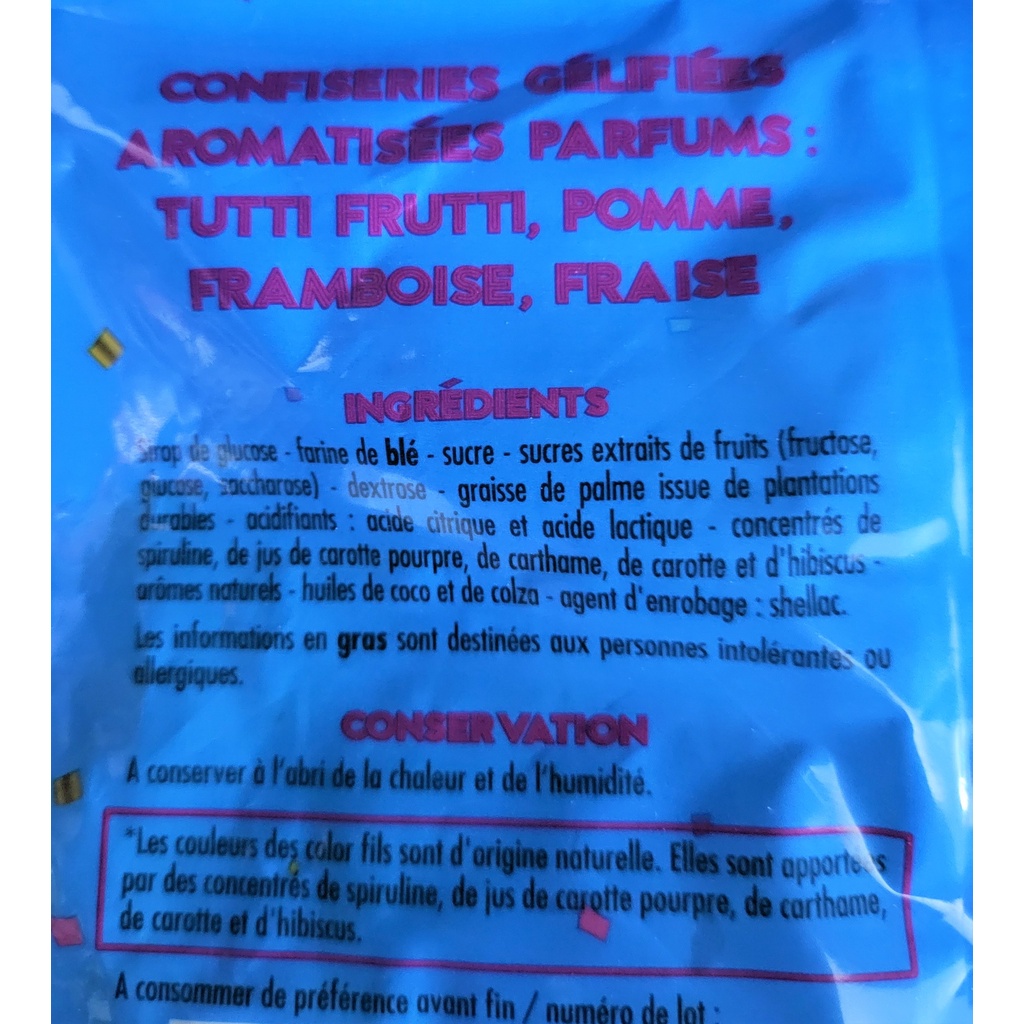 CONFISERIES GÉLIFIÉES
AROMATISÉES PARFUMS :
TUTTI FRUTTI, POMME,
FRAMBOISE, FRAISE
INGRÉDIENTS
Sirop de glucose - farine de blé - sucre - sucres extraits de fruits (fructose,
glucose, saccharose) - dextrose - graisse de palme issue de plantations
durables - acidifiants : acide citrique et acide lactique - concentrés de
spiruline, de jus de carotte pourpre, de carthame, de carotte et d'hibiscus -
arômes naturels - huiles de coco et de colza - agent d'enrobage : shellac.
Les informations en gras sont destinées aux personnes intolérantes ou
allergiques.
CONSERVATION
A conserver à l'abri de la chaleur et de l'humidité.
*Les couleurs des color fils sont d'origine naturelle. Elles sont apportées
par des concentrés de spiruline, de jus de carotte pourpre, de carthame,
de carotte et d'hibiscus.
A consommer de préférence avant fin / numéro de lot :